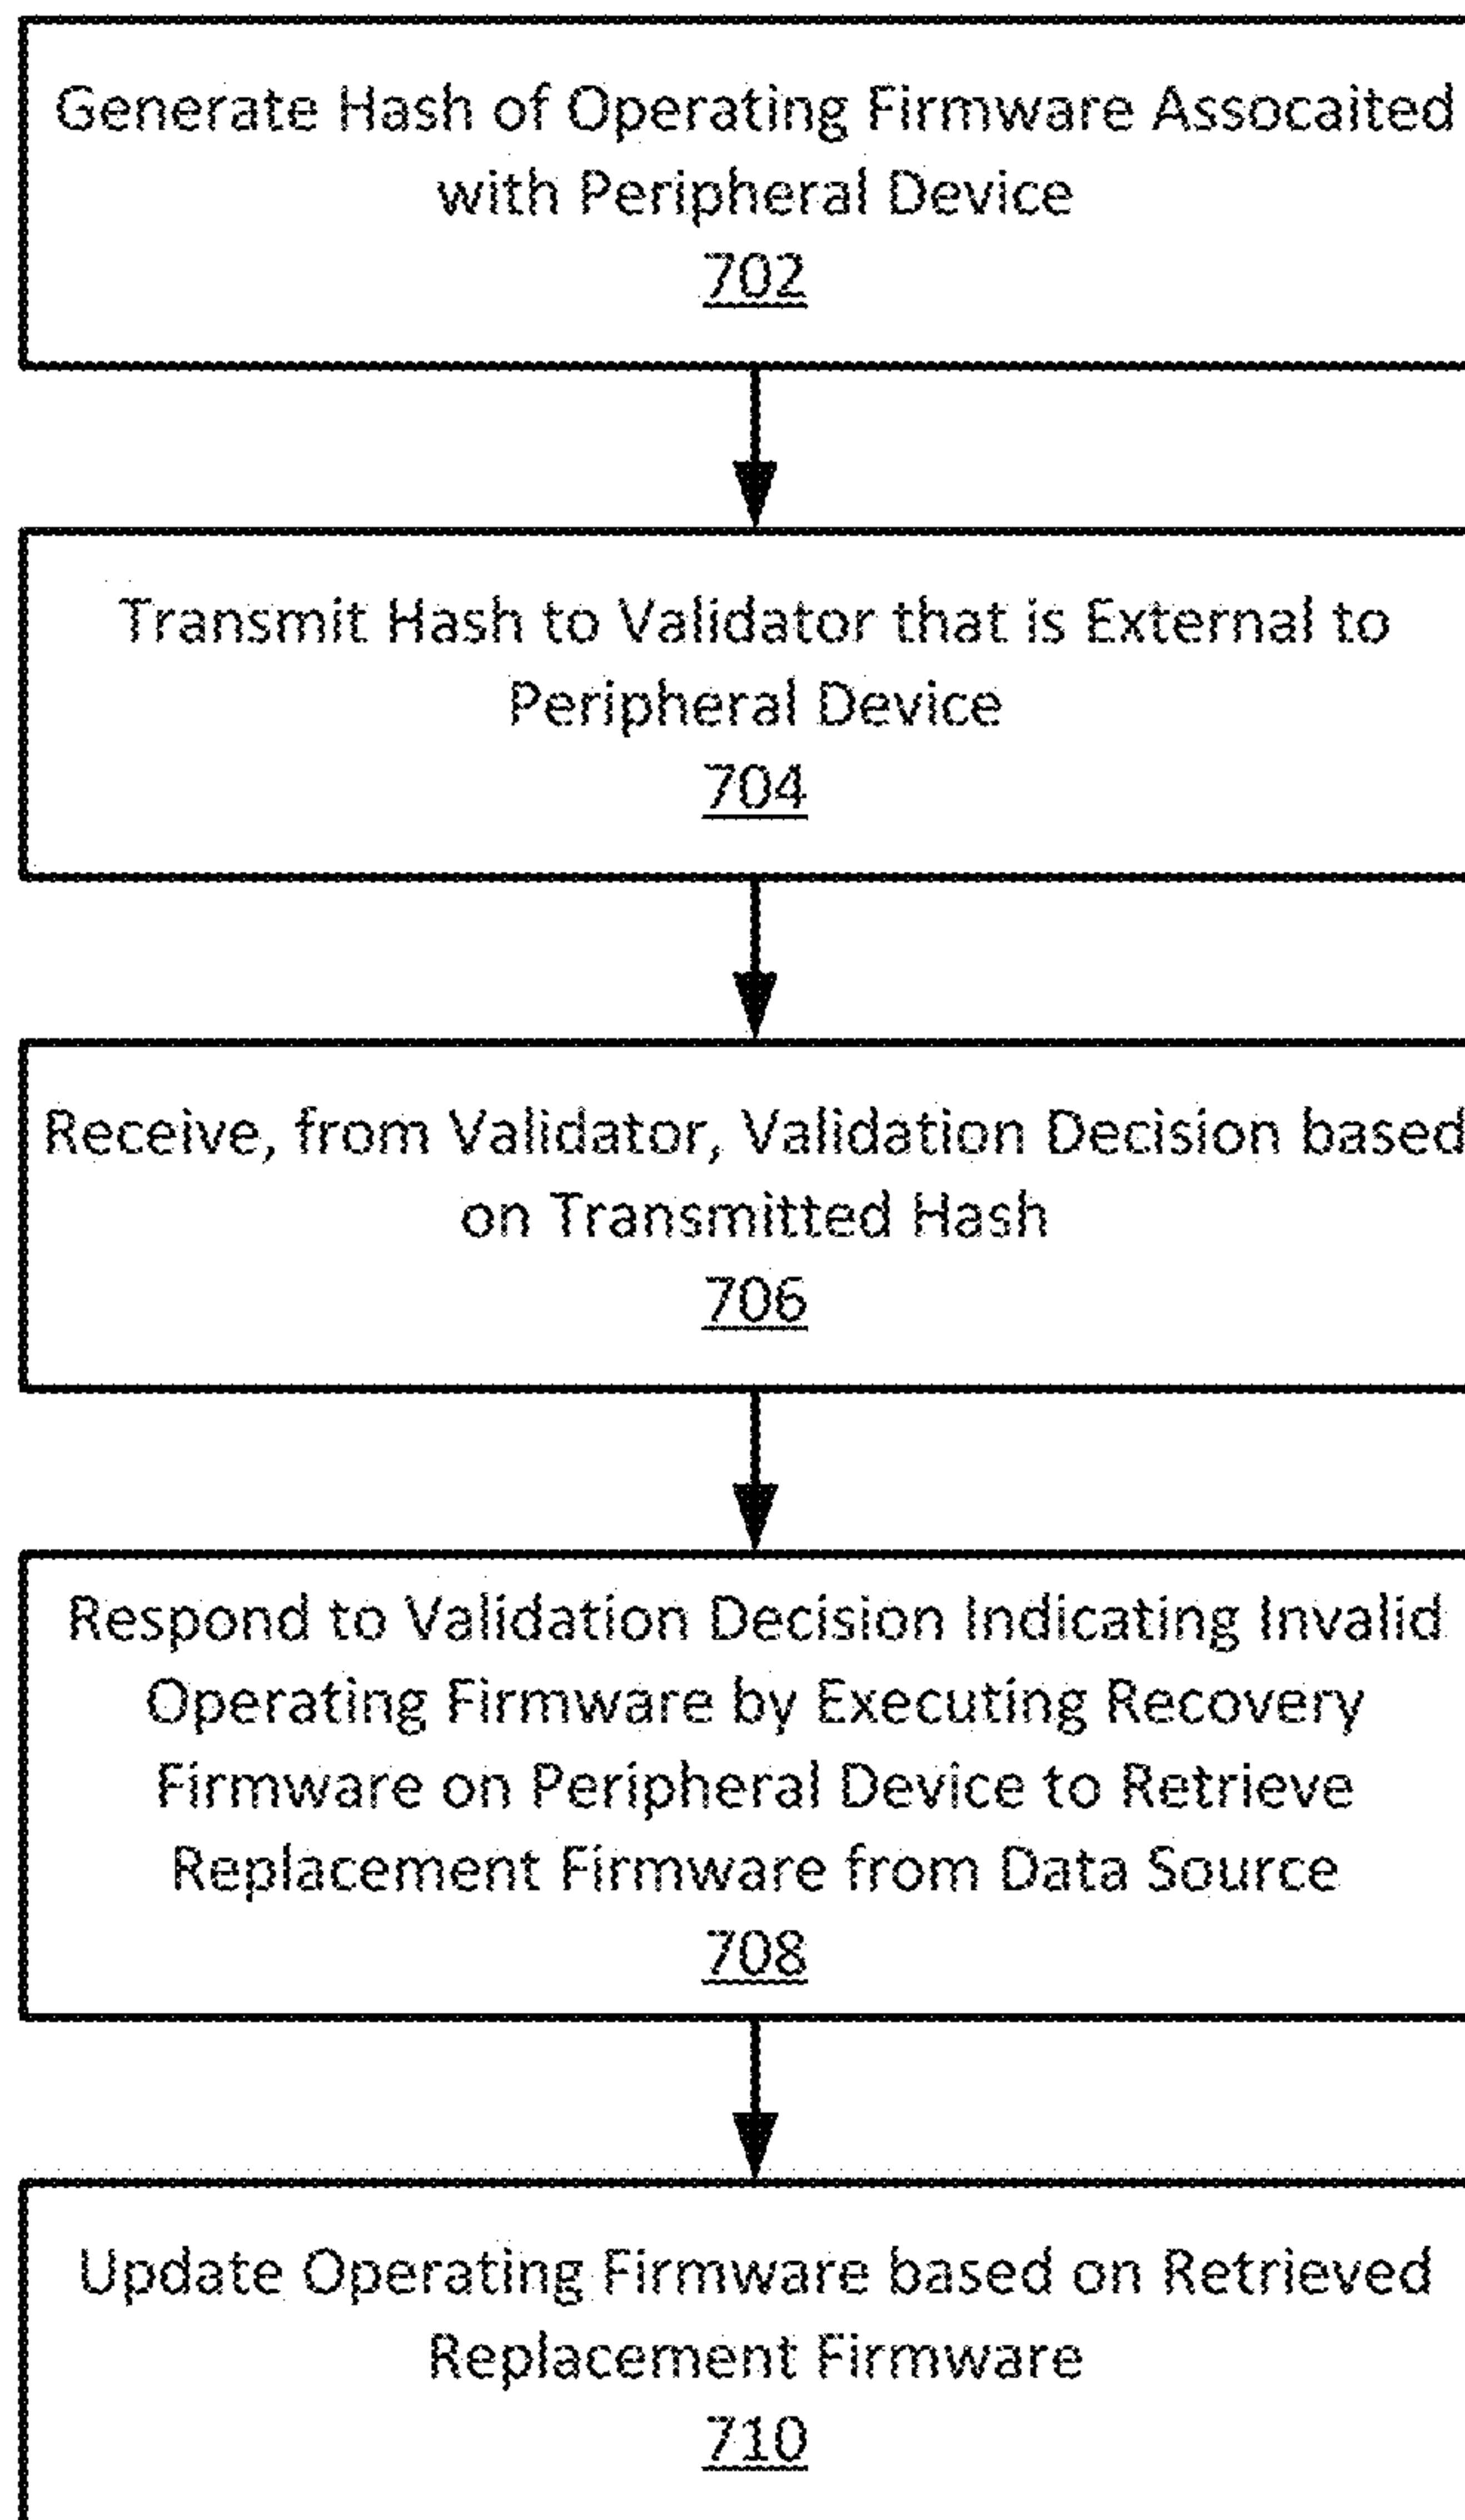 Generate Hash of Operating Firmware Assocaited
with Peripheral Device
702
Transmit Hash to Validator that is External to
Peripheral Device
704
Receive, from Validator, Validation Decision based
on Transmitted Hash
706
Respond to Validation Decision Indicating Invalid
Operating Firmware by Executing Recovery
Firmware on Peripheral Device to Retrieve
Replacement Firmware from Data Source
708
Update Operating Firmware based on Retrieved
Replacement Firmware
710